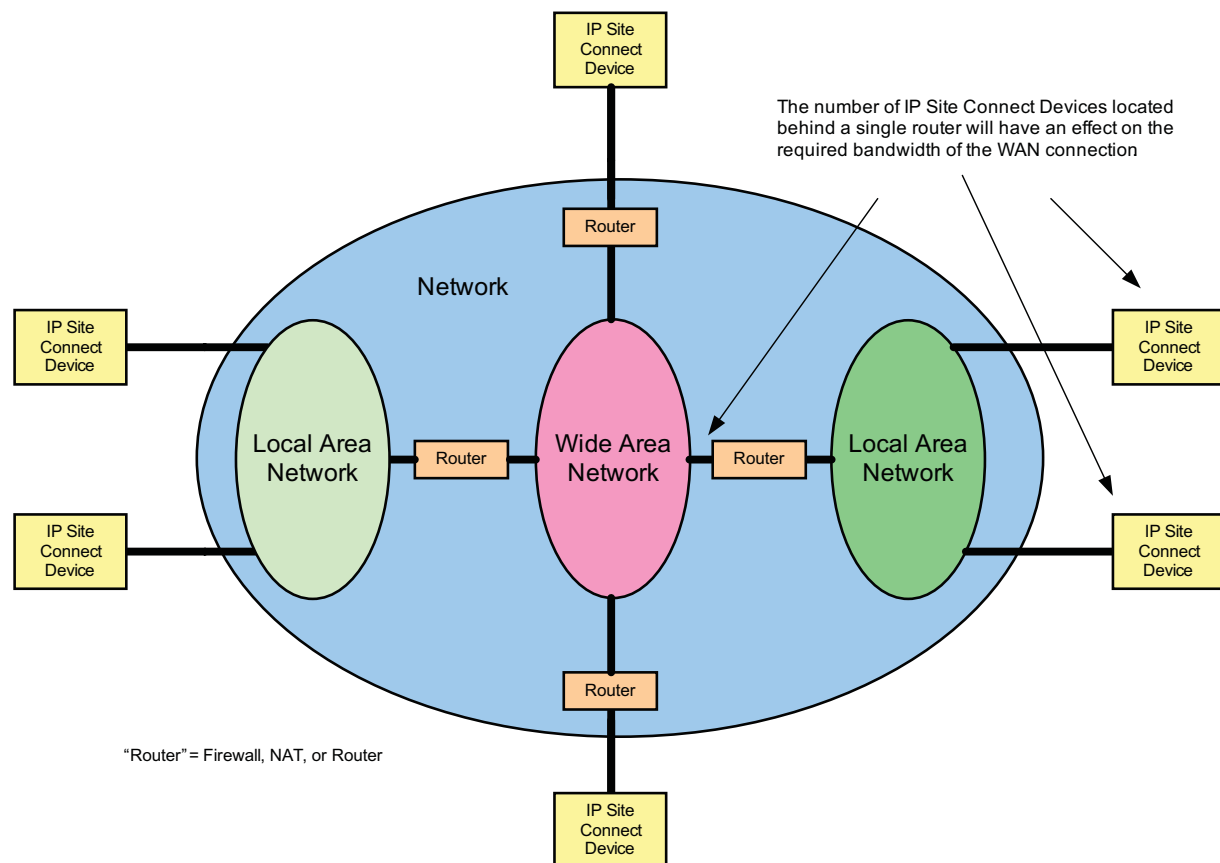 IP Site
Connect
Device
The number of IP Site Connect Devices located
behind a single router will have an effect on the
required bandwidth of the WAN connection
Router
Network
IP Site
Connect
Device
IP Site
Connect
Device
Local Area
Network
Router
Wide Area
Network
Router
Local Area
Network
IP Site
Connect
Device
IP Site
Connect
Device
Router
“Router” = Firewall, NAT, or Router
IP Site
Connect
Device